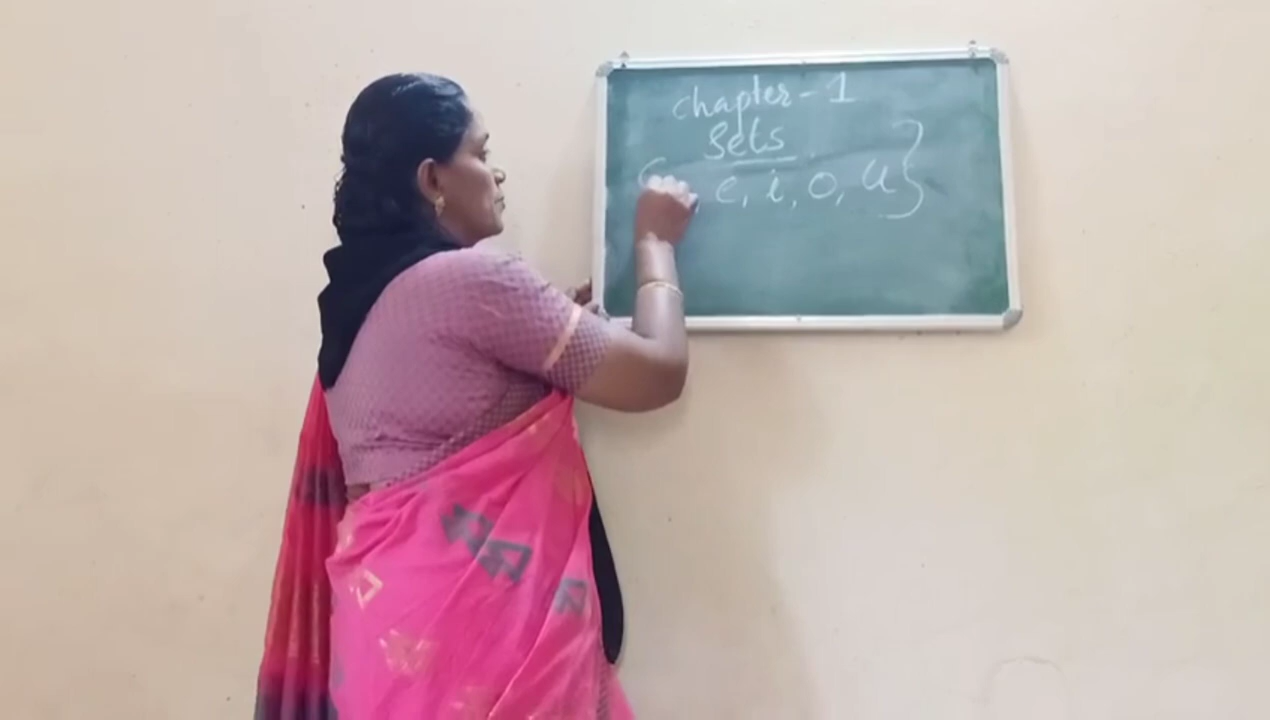 chapter - 1
Sets
{ , e, i, o, u}